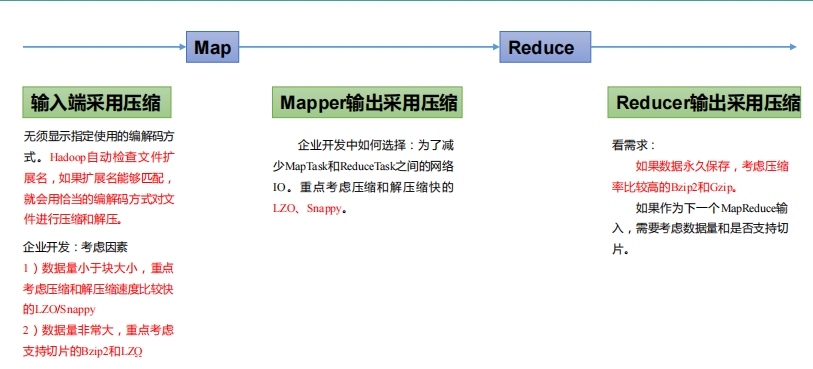 Map
Reduce
输入端采用压缩
无须显示指定使用的编解码方
式。Hadoop自动检查文件扩
展名，如果扩展名能够匹配，
就会用恰当的编解码方式对文
件进行压缩和解压。
企业开发：考虑因素
1）数据量小于块大小，重点
考虑压缩和解压缩速度比较快
的LZO/Snappy
2）数据量非常大，重点考虑
支持切片的Bzip2和LZO
Mapper输出采用压缩
企业开发中如何选择：为了减
少MapTask和ReduceTask之间的网络
IO。重点考虑压缩和解压缩快的
LZO、Snappy。
Reducer输出采用压缩
看需求：
如果数据永久保存，考虑压缩
率比较高的Bzip2和Gzip。
如果作为下一个MapReduce输
入，需要考虑数据量和是否支持切
片。